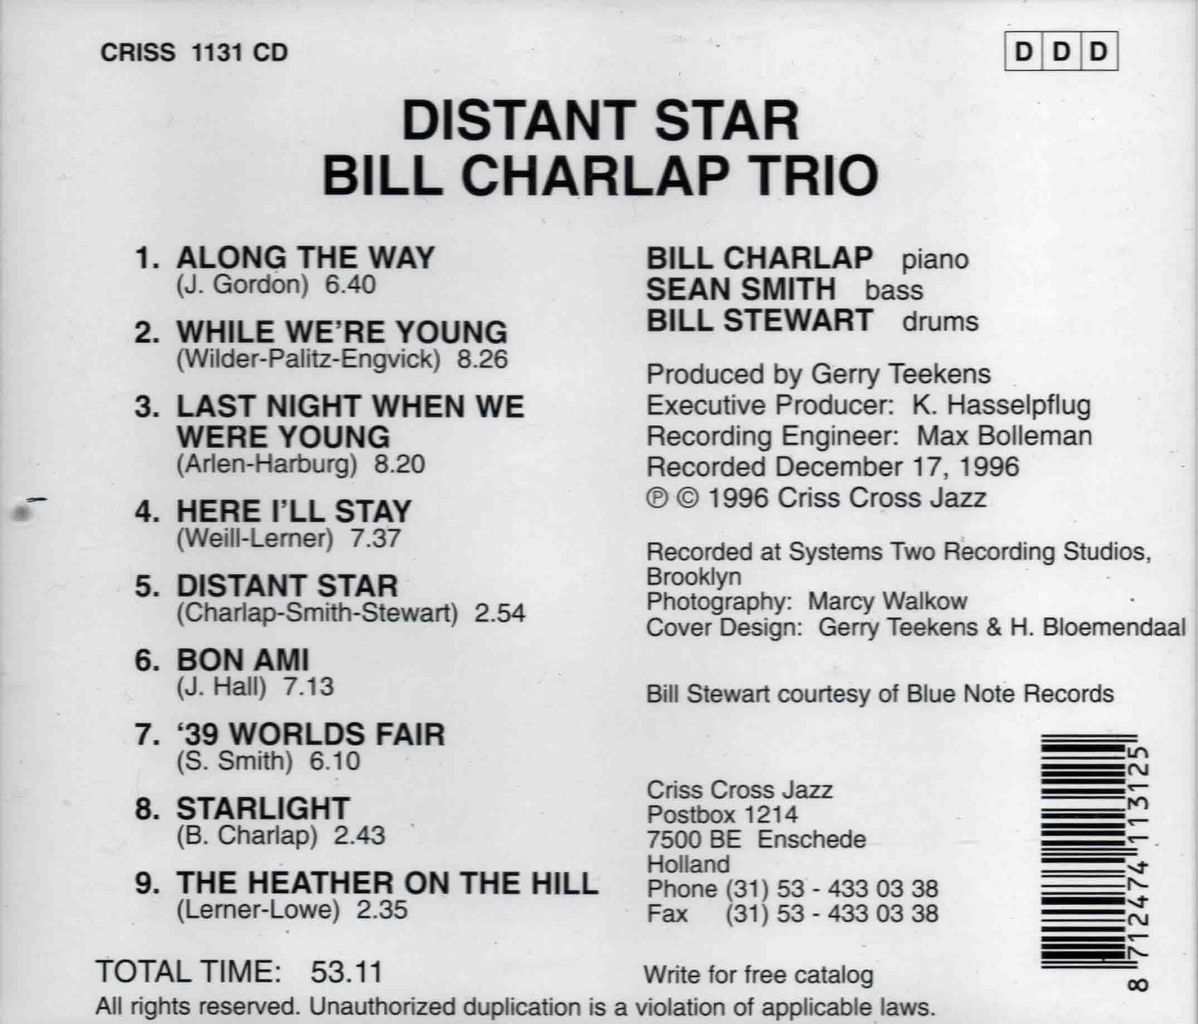 CRISS 1131 CD
D D D
DISTANT STAR
BILL CHARLAP TRIO
1. ALONG THE WAY
(J. Gordon) 6.40
2. WHILE WE'RE YOUNG
(Wilder-Palitz-Engvick) 8.26
3. LAST NIGHT WHEN WE
WERE YOUNG
(Arlen-Harburg) 8.20
4. HERE I'LL STAY
(Weill-Lerner) 7.37
5. DISTANT STAR
(Charlap-Smith-Stewart) 2.54
6. BON AMI
(J. Hall) 7.13
7. ‘39 WORLDS FAIR
(S. Smith) 6.10
8. STARLIGHT
(B. Charlap) 2.43
9. THE HEATHER ON THE HILL
(Lerner-Lowe) 2.35
TOTAL TIME: 53.11
BILL CHARLAP piano
SEAN SMITH bass
BILL STEWART drums
Produced by Gerry Teekens
Executive Producer: K. Hasselpflug
Recording Engineer: Max Bolleman
Recorded December 17, 1996
℗ © 1996 Criss Cross Jazz
Recorded at Systems Two Recording Studios,
Brooklyn
Photography: Marcy Walkow
Cover Design: Gerry Teekens & H. Bloemendaal
Bill Stewart courtesy of Blue Note Records
Criss Cross Jazz
Postbox 1214
7500 BE Enschede
Holland
Phone (31) 53 - 433 03 38
Fax (31) 53 - 433 03 38
Write for free catalog
All rights reserved. Unauthorized duplication is a violation of applicable laws.
8 712474 113125